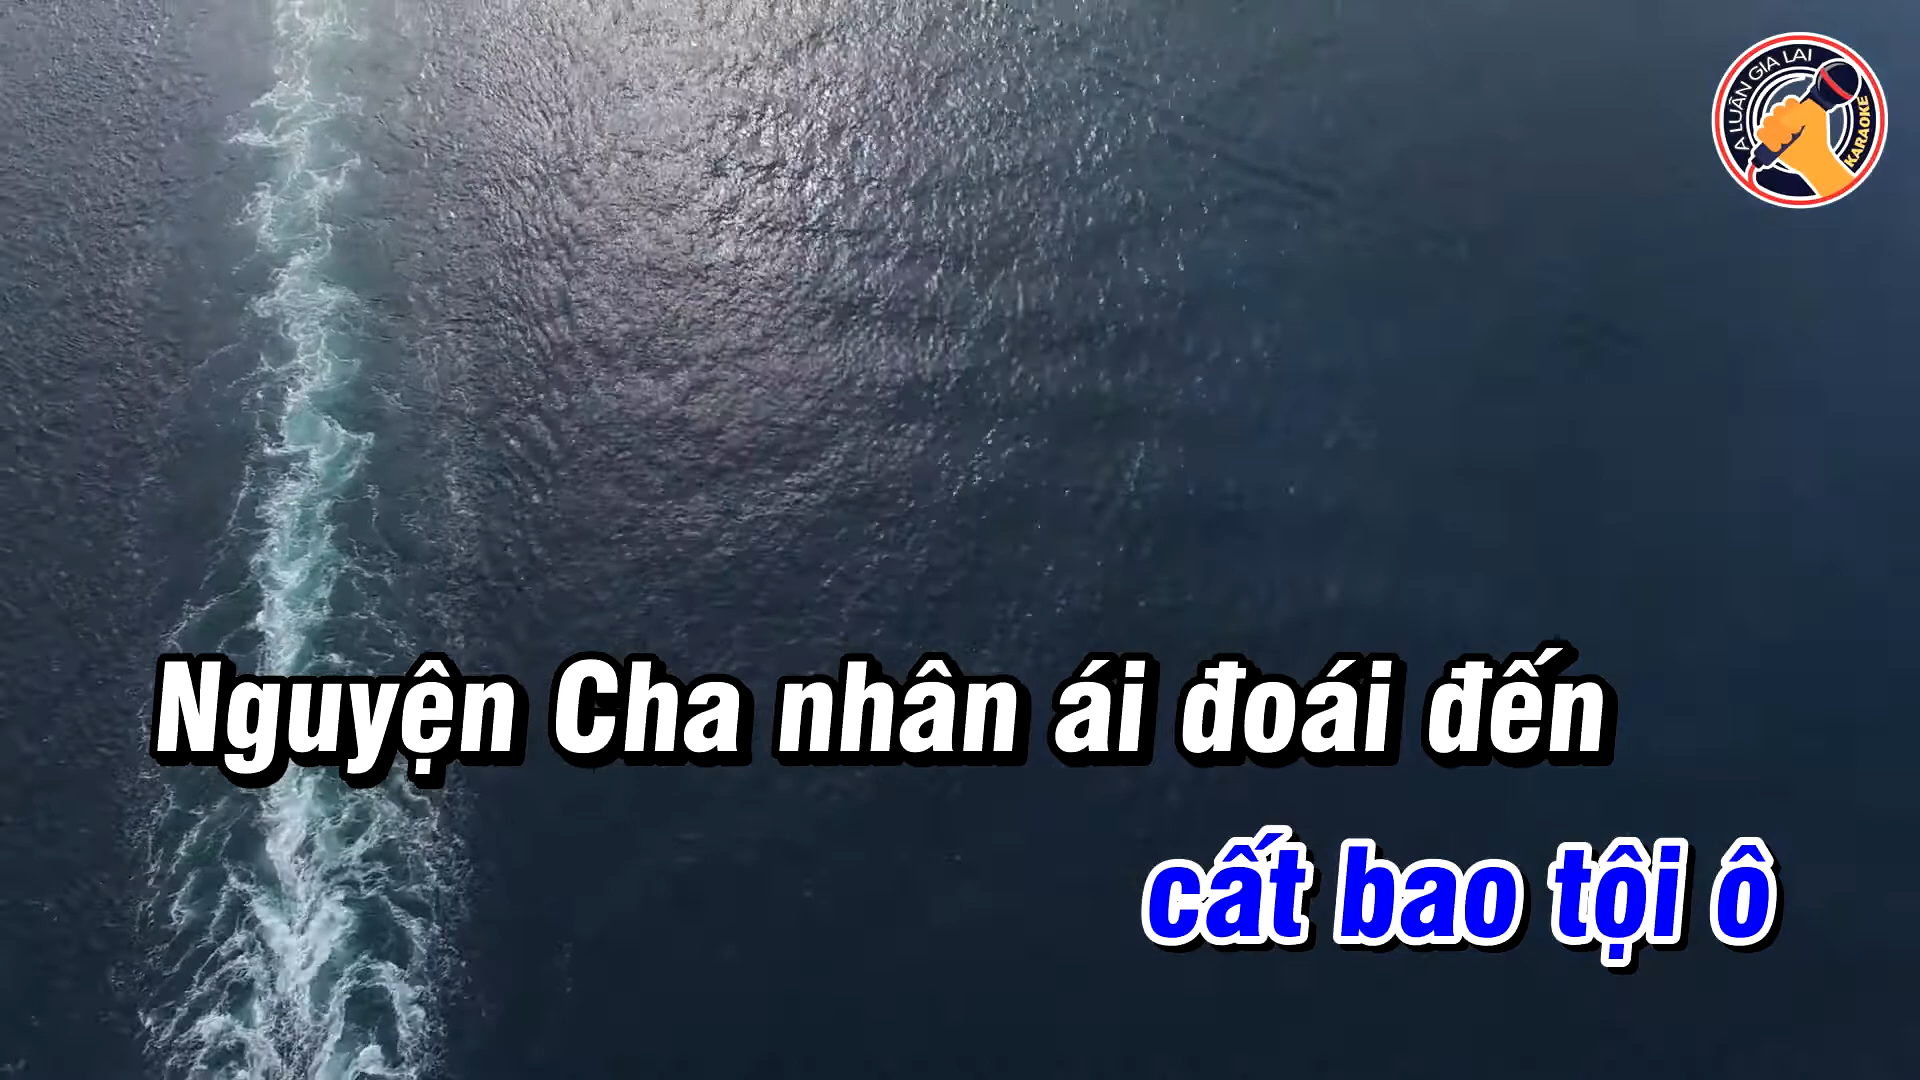 A LUÂN GIA LAI
KARAOKE
Nguyện Cha nhân ái đoái đến
cất bao tội ô